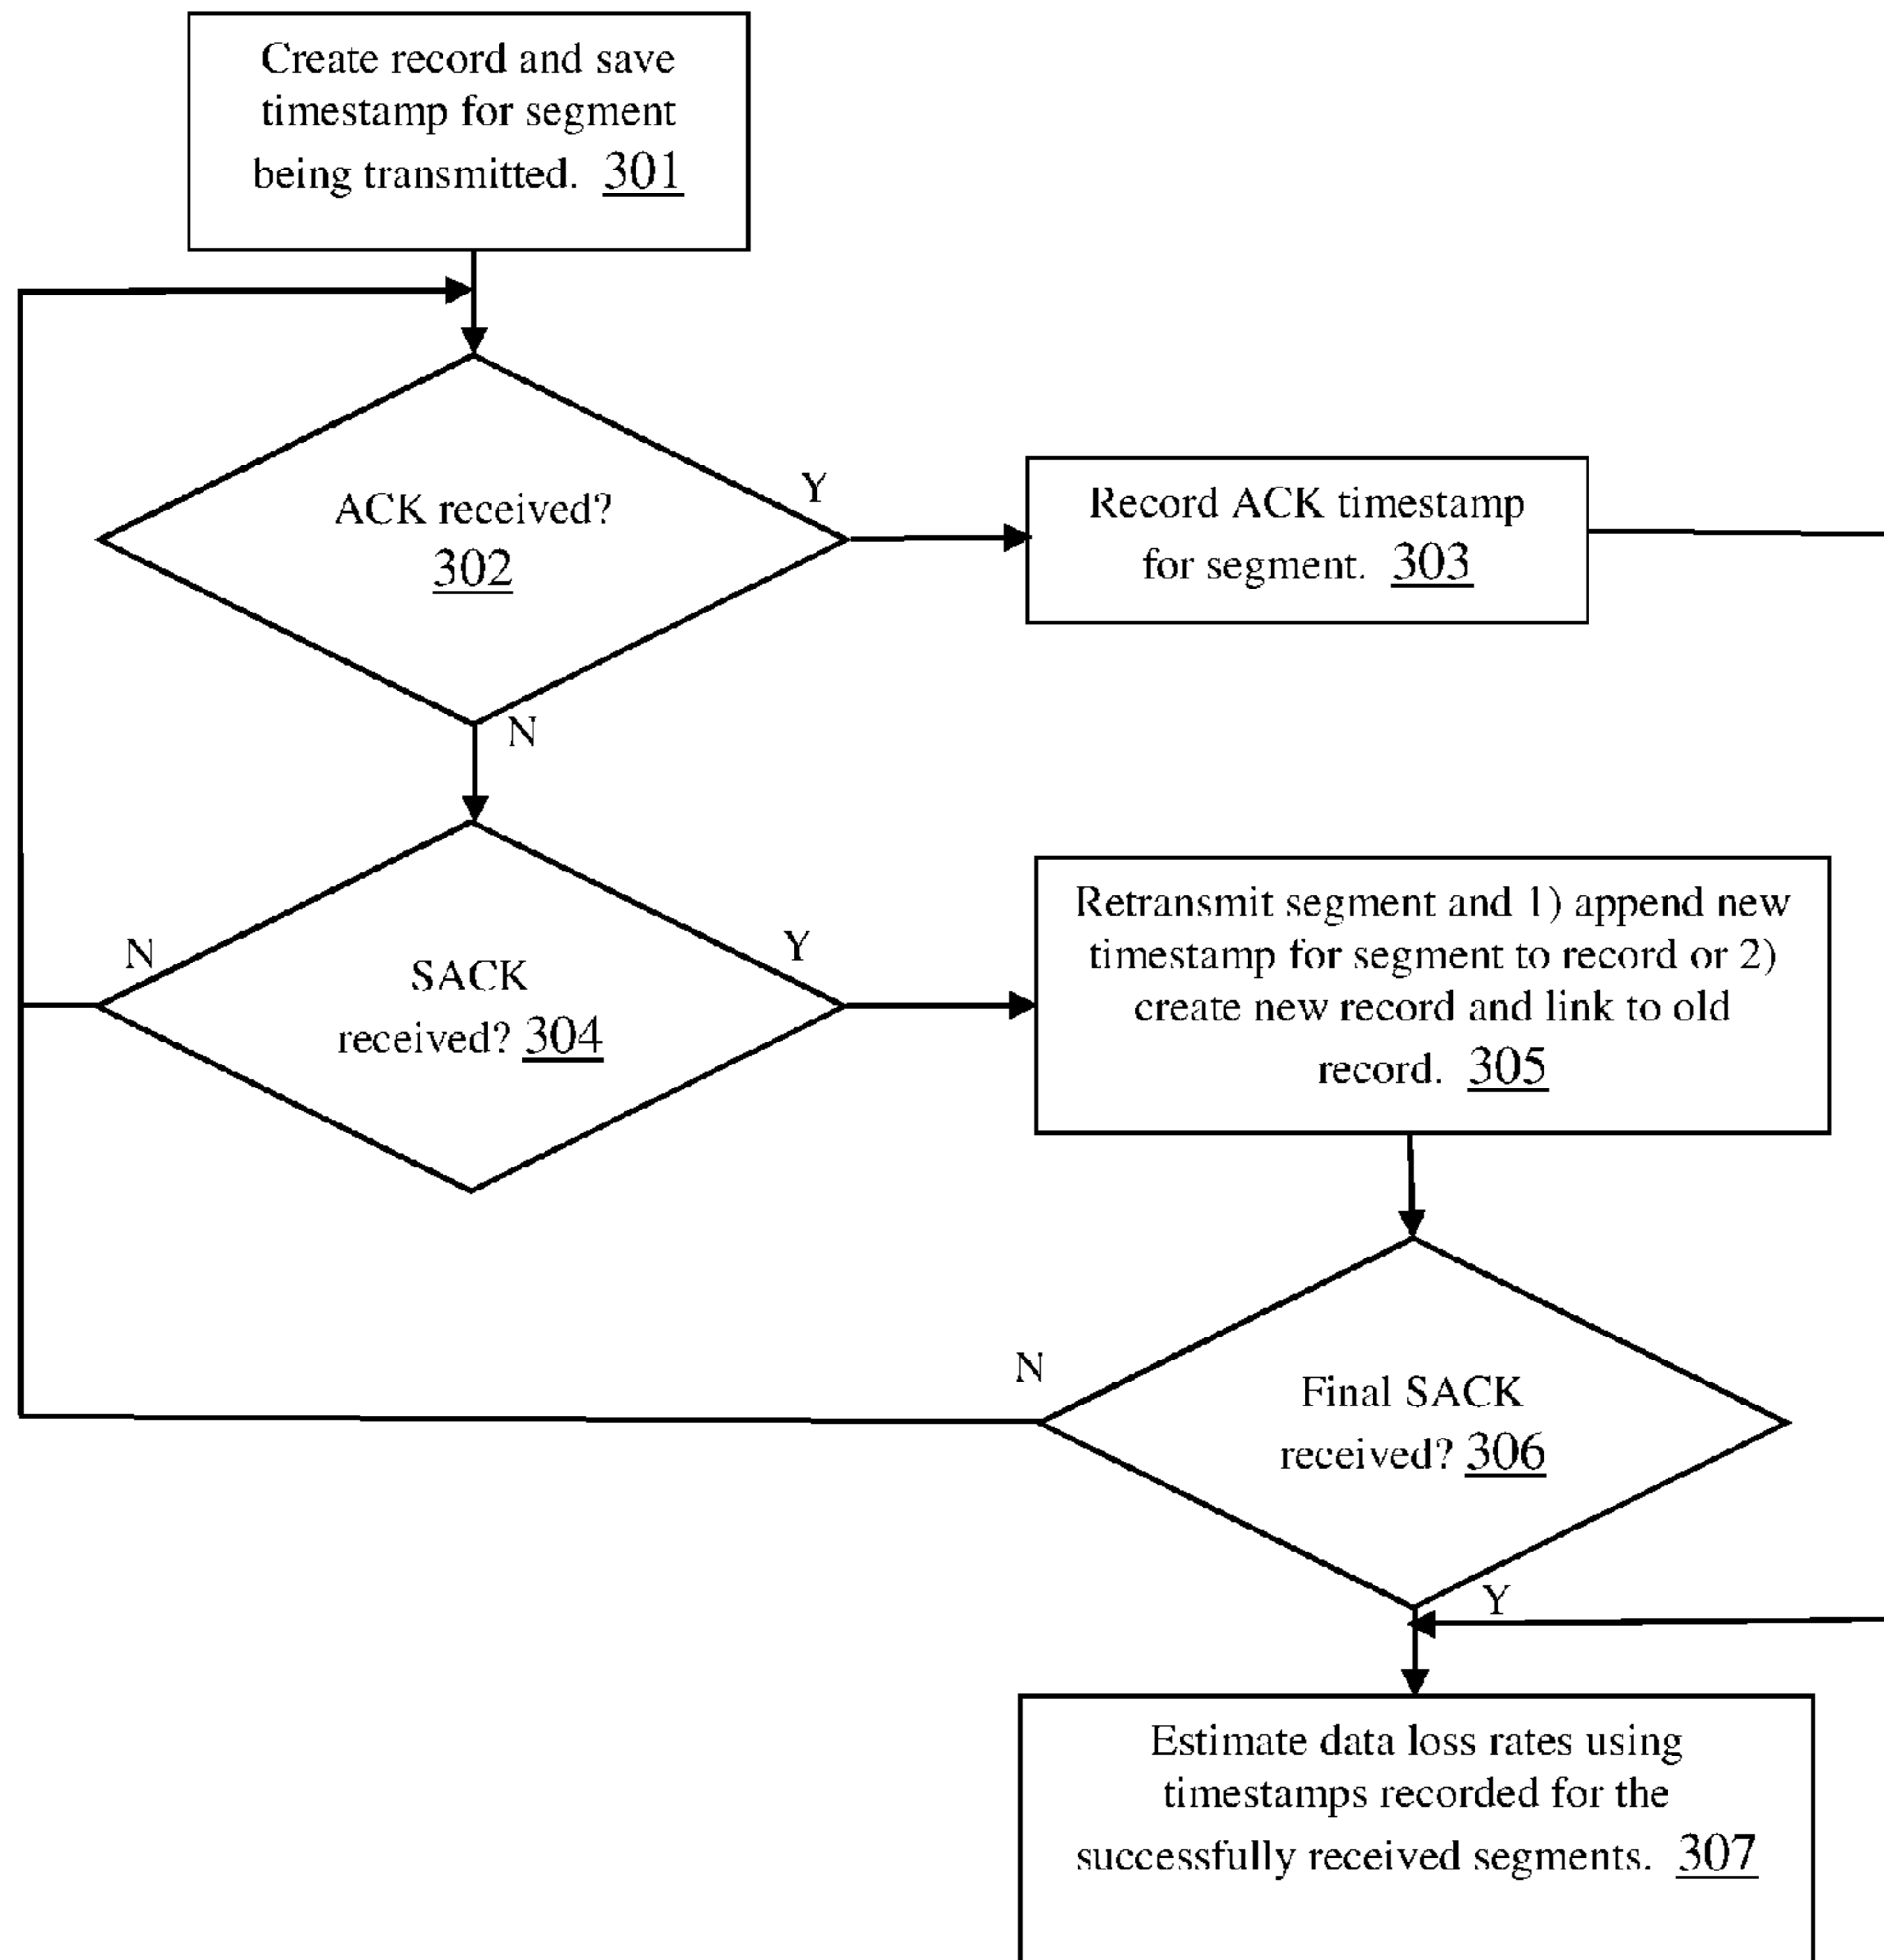 Create record and save
timestamp for segment
being transmitted. 301
ACK received?
302
Y
N
Record ACK timestamp
for segment. 303
SACK
received? 304
N
Y
Retransmit segment and 1) append new
timestamp for segment to record or 2)
create new record and link to old
record. 305
Final SACK
received? 306
N
Y
Estimate data loss rates using
timestamps recorded for the
successfully received segments. 307